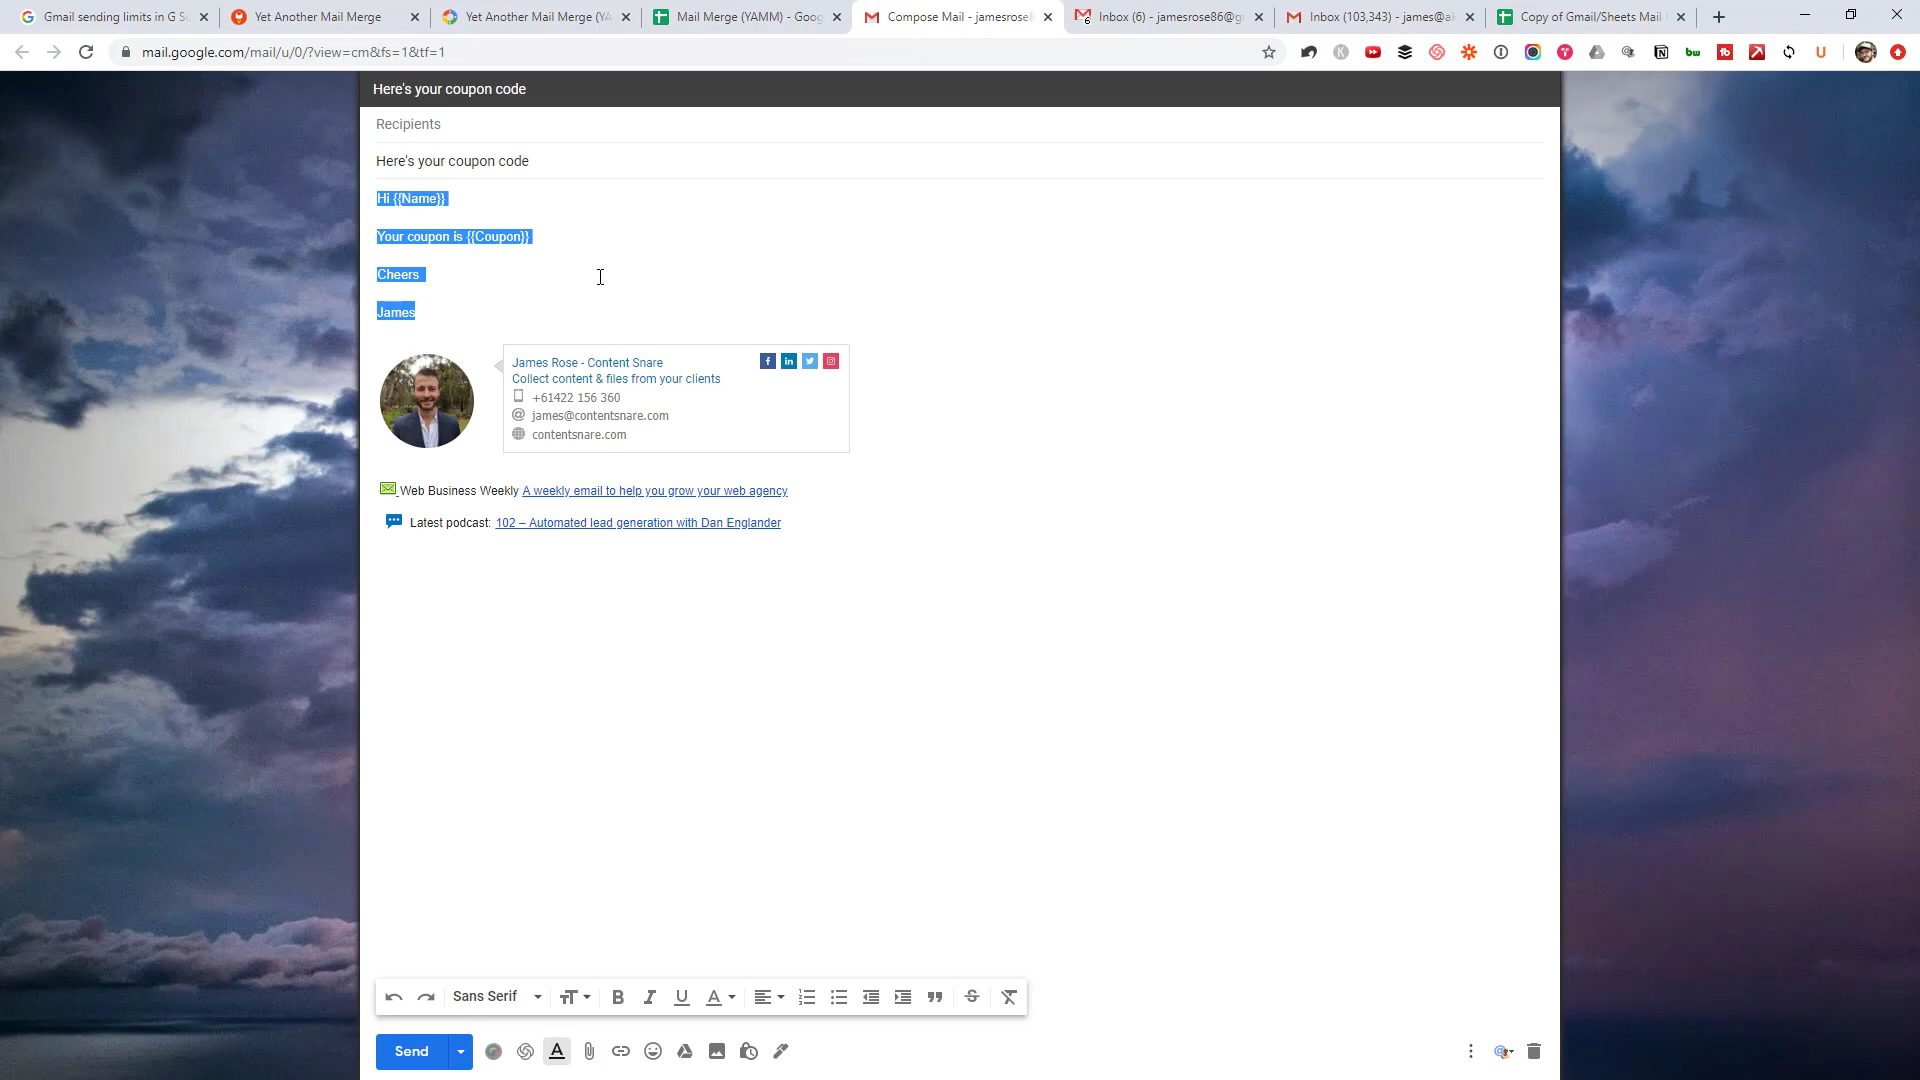 Gmail sending limits in G Su
Yet Another Mail Merge
Yet Another Mail Merge (YA
Mail Merge (YAMM) - Goog
Compose Mail - jamesrose8
Inbox (6) - jamesrose86@g
Inbox (103,343) - james@a
Copy of Gmail/Sheets Mail
mail.google.com/mail/u/0/?view=cm&fs=1&tf=1
Here's your coupon code
Recipients
Here's your coupon code
Hi {{Name}}
Your coupon is {{Coupon}}
Cheers
James
James Rose - Content Snare
Collect content & files from your clients
+61422 156 360
james@contentsnare.com
contentsnare.com
Web Business Weekly A weekly email to help you grow your web agency
Latest podcast: 102 – Automated lead generation with Dan Englander
Sans Serif
Send